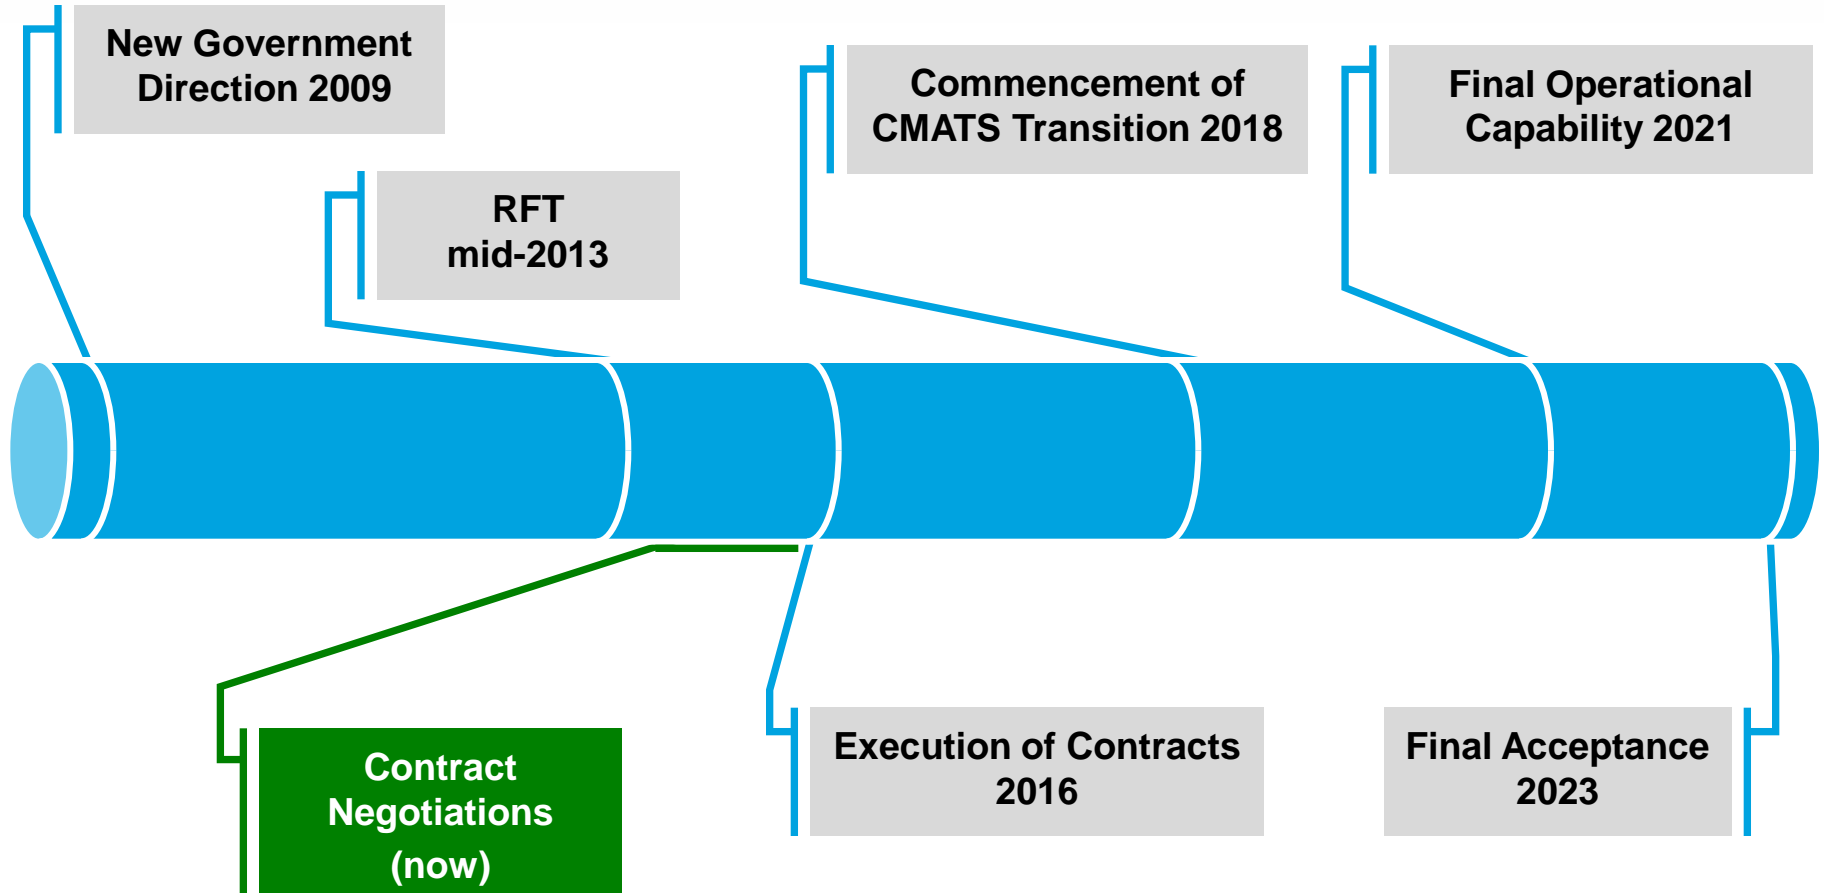 New Government
Direction 2009
RFT
mid-2013
Commencement of
CMATS Transition 2018
Final Operational
Capability 2021
Contract
Negotiations
(now)
Execution of Contracts
2016
Final Acceptance
2023